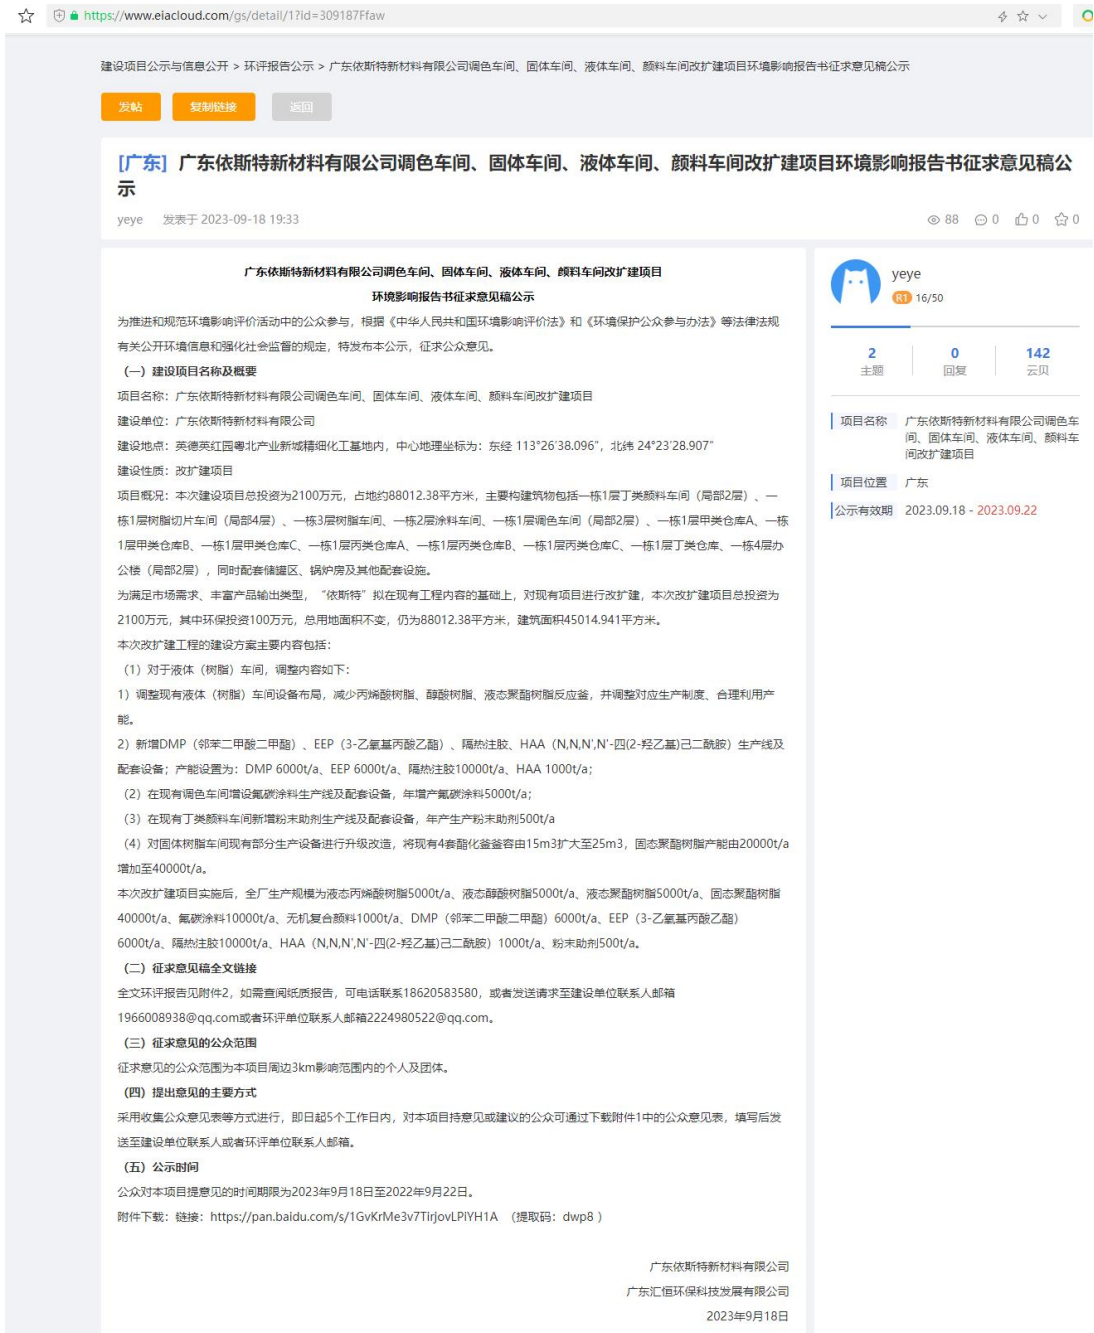 https://www.eiacloud.com/gs/detail/1?id=309187Ffaw
建设项目公示与信息公开 > 环评报告公示 > 广东依斯特新材料有限公司调色车间、固体车间、液体车间、颜料车间改扩建项目环境影响报告书征求意见稿公示
发帖 复制链接 返回
[广东] 广东依斯特新材料有限公司调色车间、固体车间、液体车间、颜料车间改扩建项目环境影响报告书征求意见稿公
示
yeye 发表于 2023-09-18 19:33 88 0 0 0
广东依斯特新材料有限公司调色车间、固体车间、液体车间、颜料车间改扩建项目
环境影响报告书征求意见稿公示
为推进和规范环境影响评价活动中的公众参与，根据《中华人民共和国环境影响评价法》和《环境保护公众参与办法》等法律法规
有关公开环境信息和强化社会监督的规定，特发布本公示，征求公众意见。
（一）建设项目名称及概要
项目名称：广东依斯特新材料有限公司调色车间、固体车间、液体车间、颜料车间改扩建项目
建设单位：广东依斯特新材料有限公司
建设地点：英德英红园粤北产业新城精细化工基地内，中心地理坐标为：东经 113°26′38.096″，北纬 24°23′28.907″
建设性质：改扩建项目
项目概况：本次建设项目总投资为2100万元，占地约88012.38平方米，主要构建筑物包括一栋1层丁类颜料车间（局部2层）、一
栋1层树脂切片车间（局部4层）、一栋3层树脂车间、一栋2层涂料车间、一栋1层调色车间（局部2层）、一栋1层甲类仓库A、一栋
1层甲类仓库B、一栋1层甲类仓库C、一栋1层丙类仓库A、一栋1层丙类仓库B、一栋1层丙类仓库C、一栋1层丁类仓库、一栋4层办
公楼（局部2层），同时配套储罐区、锅炉房及其他配套设施。
为满足市场需求、丰富产品输出类型，“依斯特”拟在现有工程内容的基础上，对现有项目进行改扩建，本次改扩建项目总投资为
2100万元，其中环保投资100万元，总用地面积不变，仍为88012.38平方米，建筑面积45014.941平方米。
本次改扩建工程的建设方案主要内容包括：
（1）对于液体（树脂）车间，调整内容如下：
1）调整现有液体（树脂）车间设备布局，减少丙烯酸树脂、醇酸树脂、液态聚酯树脂反应釜，并调整对应生产制度、合理利用产
能。
2）新增DMP（邻苯二甲酸二甲酯）、EEP（3-乙氧基丙酸乙酯）、隔热注胶、HAA（N,N,N',N'-四(2-羟乙基)己二酰胺）生产线及
配套设备；产能设置为：DMP 6000t/a、EEP 6000t/a、隔热注胶10000t/a、HAA 1000t/a；
（2）在现有调色车间增设氟碳涂料生产线及配套设备，年增产氟碳涂料5000t/a；
（3）在现有丁类颜料车间新增粉末助剂生产线及配套设备，年产生产粉末助剂500t/a
（4）对固体树脂车间现有部分生产设备进行升级改造，将现有4套酯化釜釜容由15m3扩大至25m3，固态聚酯树脂产能由20000t/a
增加至40000t/a。
本次改扩建项目实施后，全厂生产规模为液态丙烯酸树脂5000t/a、液态醇酸树脂5000t/a、液态聚酯树脂5000t/a、固态聚酯树脂
40000t/a、氟碳涂料10000t/a、无机复合颜料1000t/a、DMP（邻苯二甲酸二甲酯）6000t/a、EEP（3-乙氧基丙酸乙酯）
6000t/a、隔热注胶10000t/a、HAA（N,N,N',N'-四(2-羟乙基)己二酰胺）1000t/a、粉末助剂500t/a。
（二）征求意见稿全文链接
全文环评报告见附件2，如需查阅纸质报告，可电话联系18620583580，或者发送请求至建设单位联系人邮箱
1966008938@qq.com或者环评单位联系人邮箱2224980522@qq.com。
（三）征求意见的公众范围
征求意见的公众范围为本项目周边3km影响范围内的个人及团体。
（四）提出意见的主要方式
采用收集公众意见表等方式进行，即日起5个工作日内，对本项目持意见或建议的公众可通过下载附件1中的公众意见表，填写后发
送至建设单位联系人或者环评单位联系人邮箱。
（五）公示时间
公众对本项目提意见的时间期限为2023年9月18日至2022年9月22日。
附件下载：链接：https://pan.baidu.com/s/1GvKrMe3v7TirjovLPlYH1A （提取码：dwp8 ）
广东依斯特新材料有限公司
广东汇恒环保科技发展有限公司
2023年9月18日
yeye
R1 16/50
2 0 142
主题 回复 云贝
项目名称 广东依斯特新材料有限公司调色车
间、固体车间、液体车间、颜料车
间改扩建项目
项目位置 广东
公示有效期 2023.09.18 - 2023.09.22